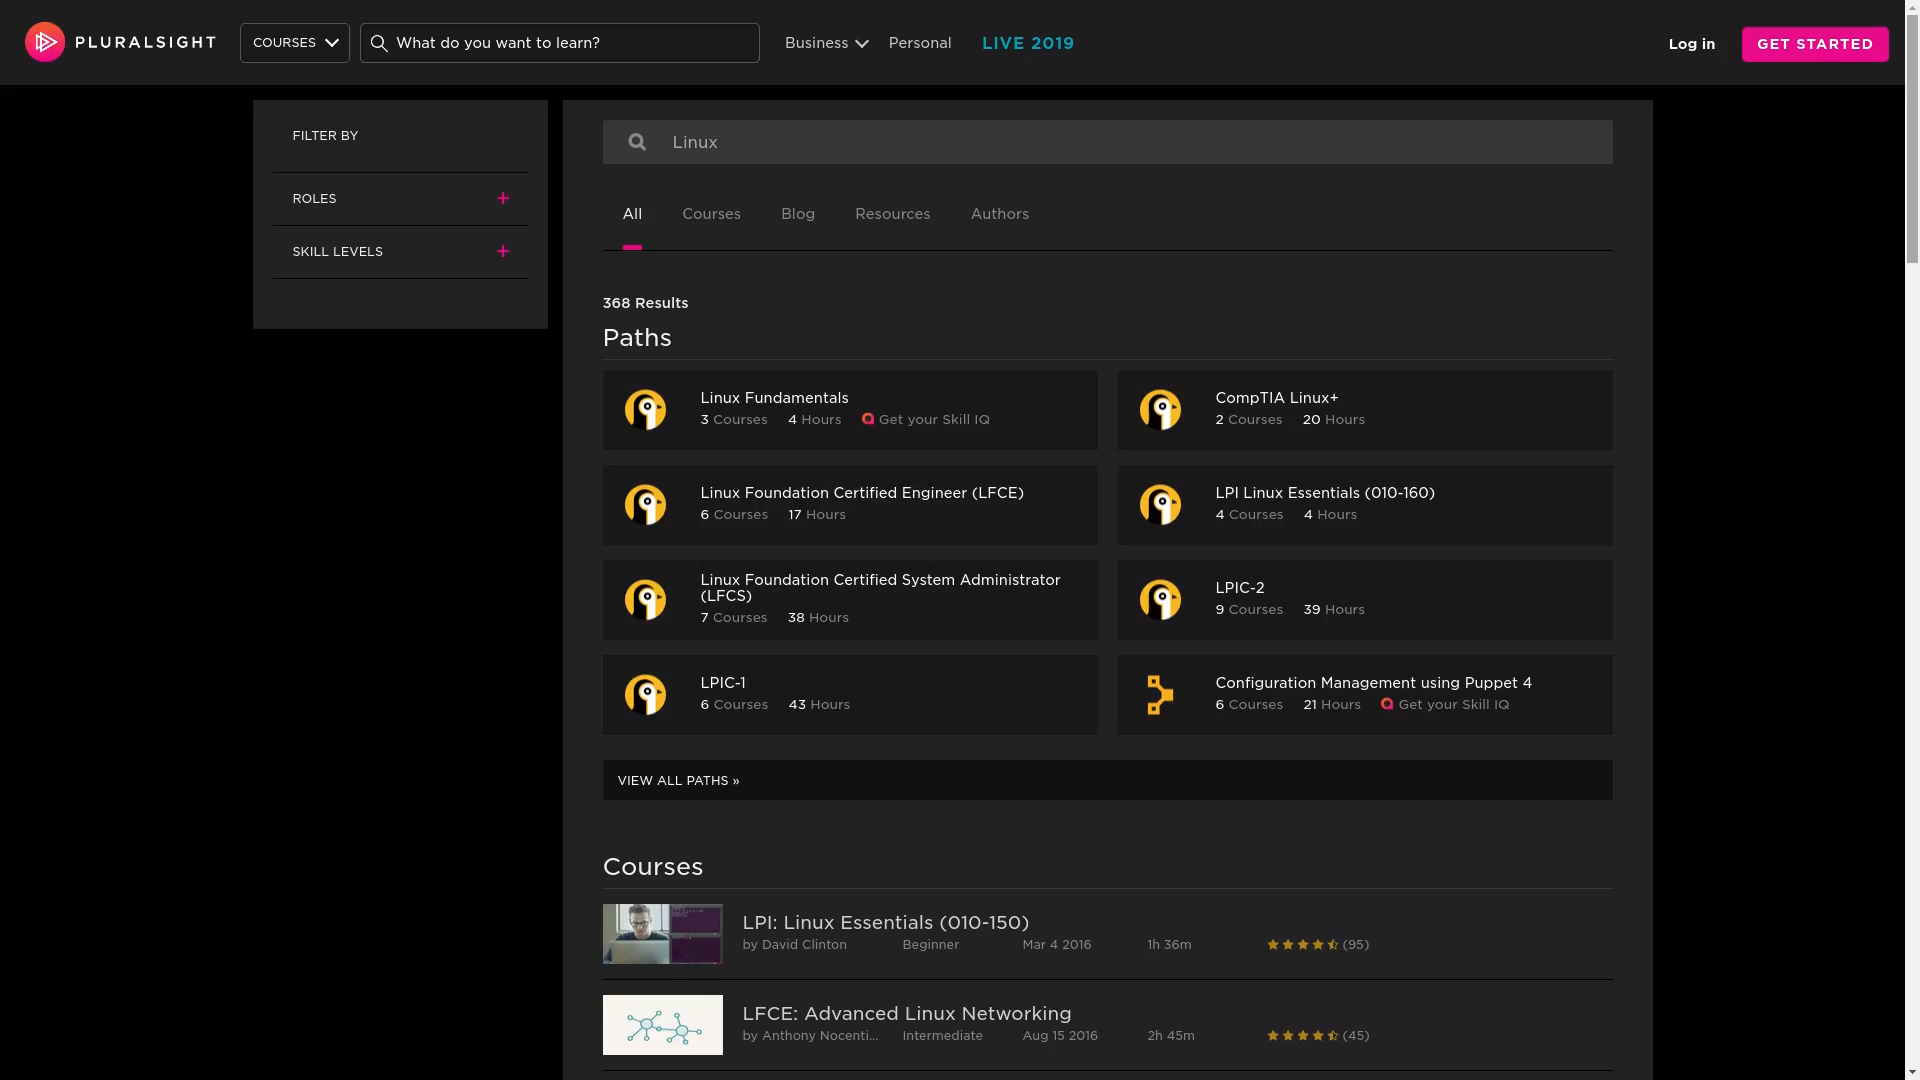 PLURALSIGHT
COURSES
What do you want to learn?
Business
Personal
LIVE 2019
Log in
GET STARTED
FILTER BY
ROLES
SKILL LEVELS
Linux
All
Courses
Blog
Resources
Authors
368 Results
Paths
Linux Fundamentals
3 Courses 4 Hours Get your Skill IQ
CompTIA Linux+
2 Courses 20 Hours
Linux Foundation Certified Engineer (LFCE)
6 Courses 17 Hours
LPI Linux Essentials (010-160)
4 Courses 4 Hours
Linux Foundation Certified System Administrator
(LFCS)
7 Courses 38 Hours
LPIC-2
9 Courses 39 Hours
LPIC-1
6 Courses 43 Hours
Configuration Management using Puppet 4
6 Courses 21 Hours Get your Skill IQ
VIEW ALL PATHS »
Courses
LPI: Linux Essentials (010-150)
by David Clinton Beginner Mar 4 2016 1h 36m (95)
LFCE: Advanced Linux Networking
by Anthony Nocenti... Intermediate Aug 15 2016 2h 45m (45)